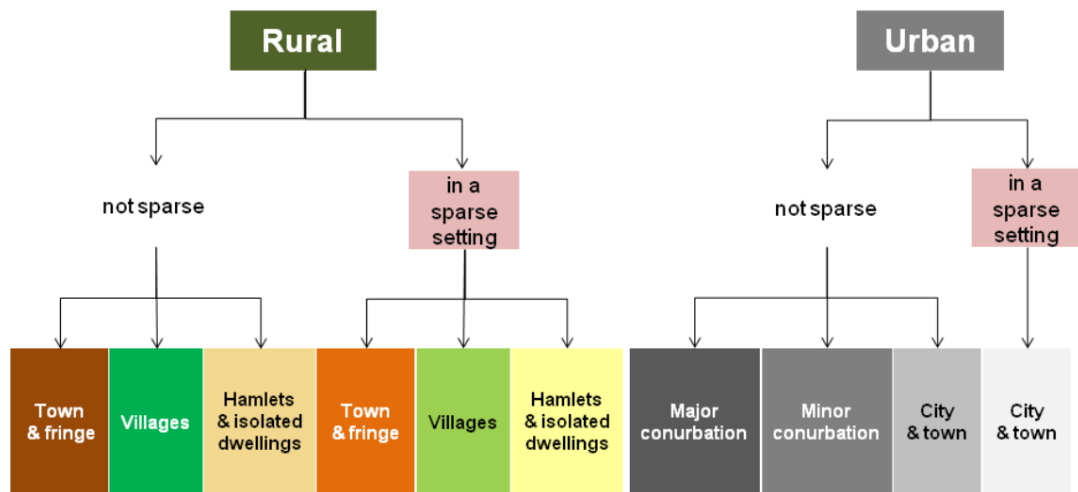 Rural
Urban
not sparse
in a
sparse
setting
not sparse
in a
sparse
setting
Town
& fringe
Villages
Hamlets
& isolated
dwellings
Town
& fringe
Villages
Hamlets
& isolated
dwellings
Major
conurbation
Minor
conurbation
City
& town
City
& town